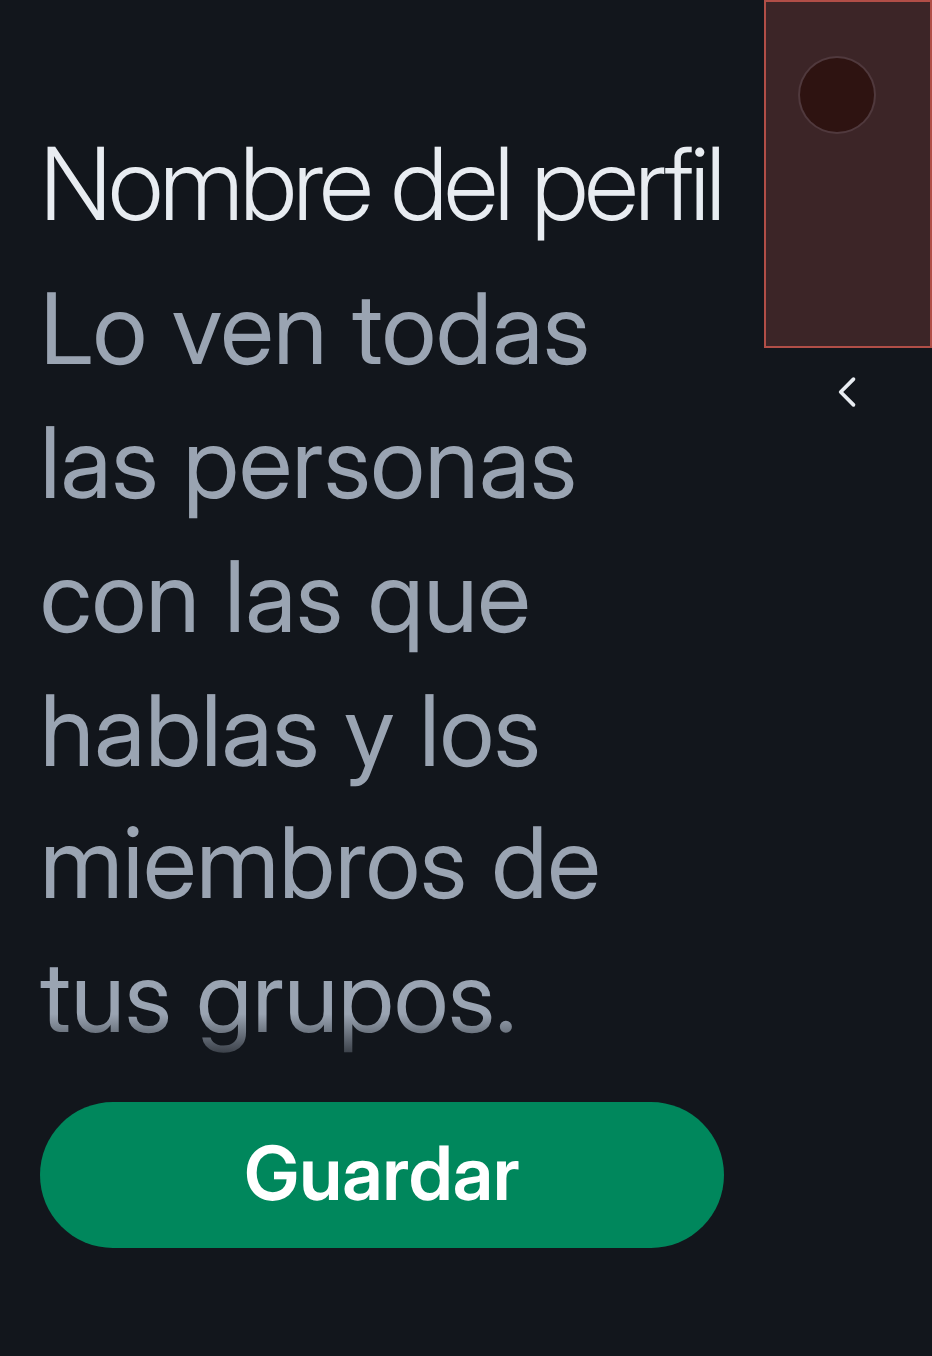 Nombre del perfil
Lo ven todas
las personas
con las que
hablas y los
miembros de
tus grupos.
Guardar